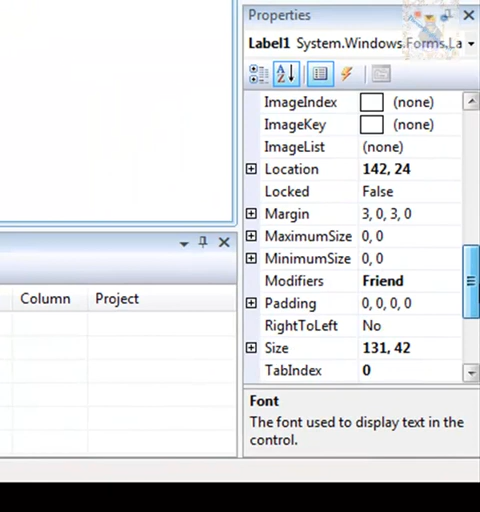 Properties
Label1 System.Windows.Forms.La
ImageIndex (none)
ImageKey (none)
ImageList (none)
Location 142, 24
Locked False
Margin 3, 0, 3, 0
MaximumSize 0, 0
MinimumSize 0, 0
Modifiers Friend
Padding 0, 0, 0, 0
RightToLeft No
Size 131, 42
TabIndex 0
Column Project
Font
The font used to display text in the
control.